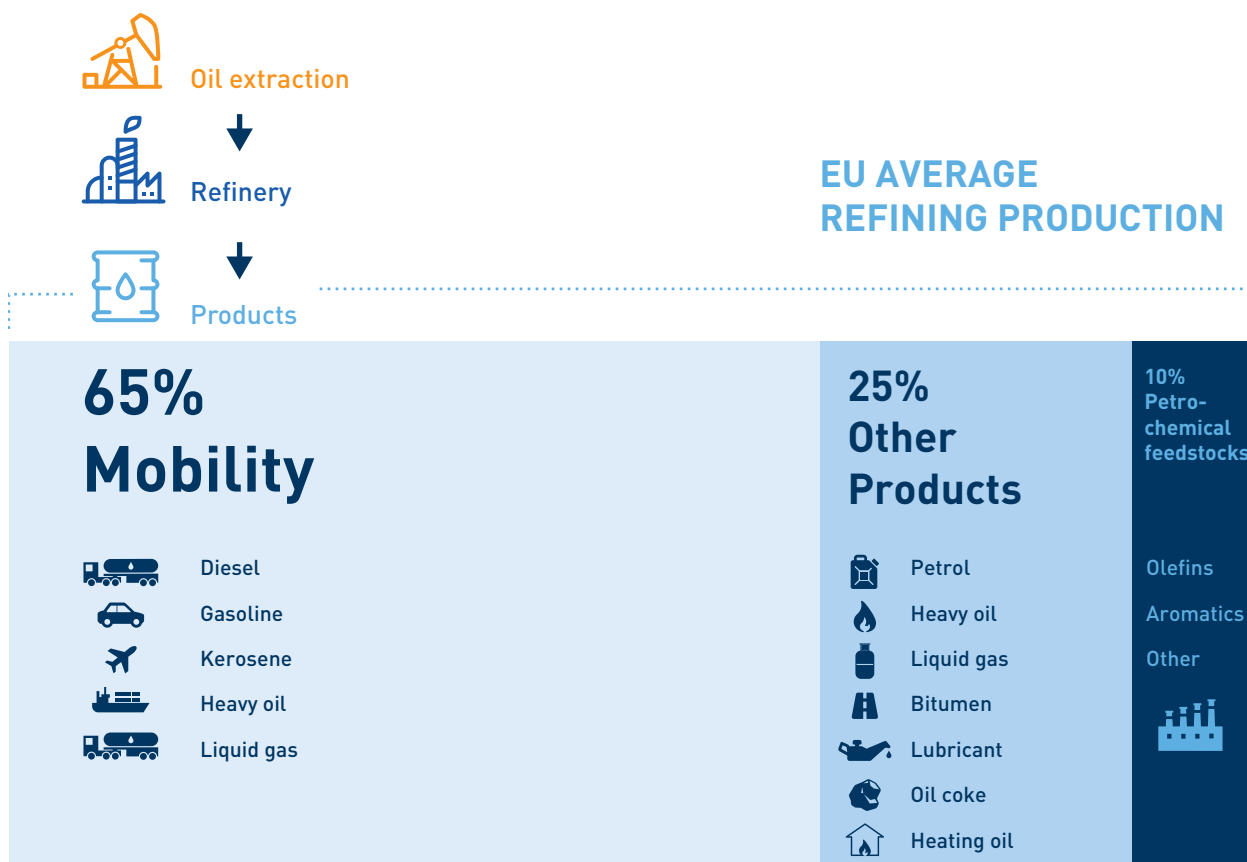 Oil extraction
Refinery
EU AVERAGE
REFINING PRODUCTION
Products
65%
Mobility
Diesel
Gasoline
Kerosene
Heavy oil
Liquid gas
25%
Other
Products
Petrol
Heavy oil
Liquid gas
Bitumen
Lubricant
Oil coke
Heating oil
10%
Petro-
chemical
feedstocks
Olefins
Aromatics
Other